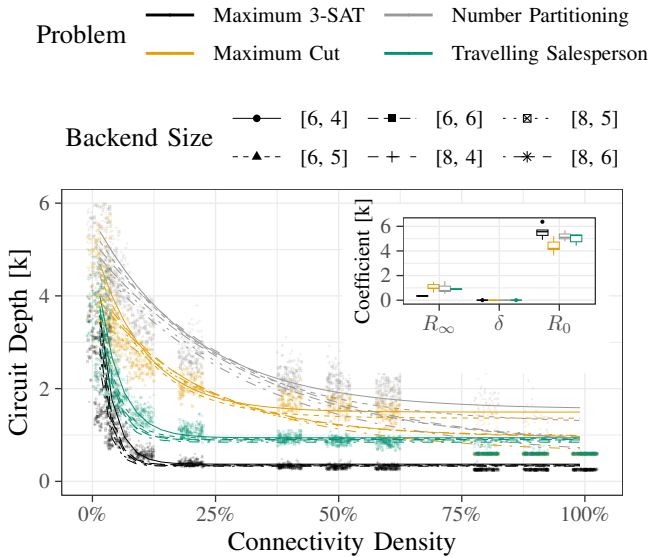 Problem
Maximum 3-SAT
Number Partitioning
Maximum Cut
Travelling Salesperson
Backend Size
[6, 4]
[6, 6]
[8, 5]
[6, 5]
[8, 4]
[8, 6]
Circuit Depth [k]
6
4
2
0
Coefficient [k]
6
4
2
0
R∞
δ
R0
0%
25%
50%
75%
100%
Connectivity Density